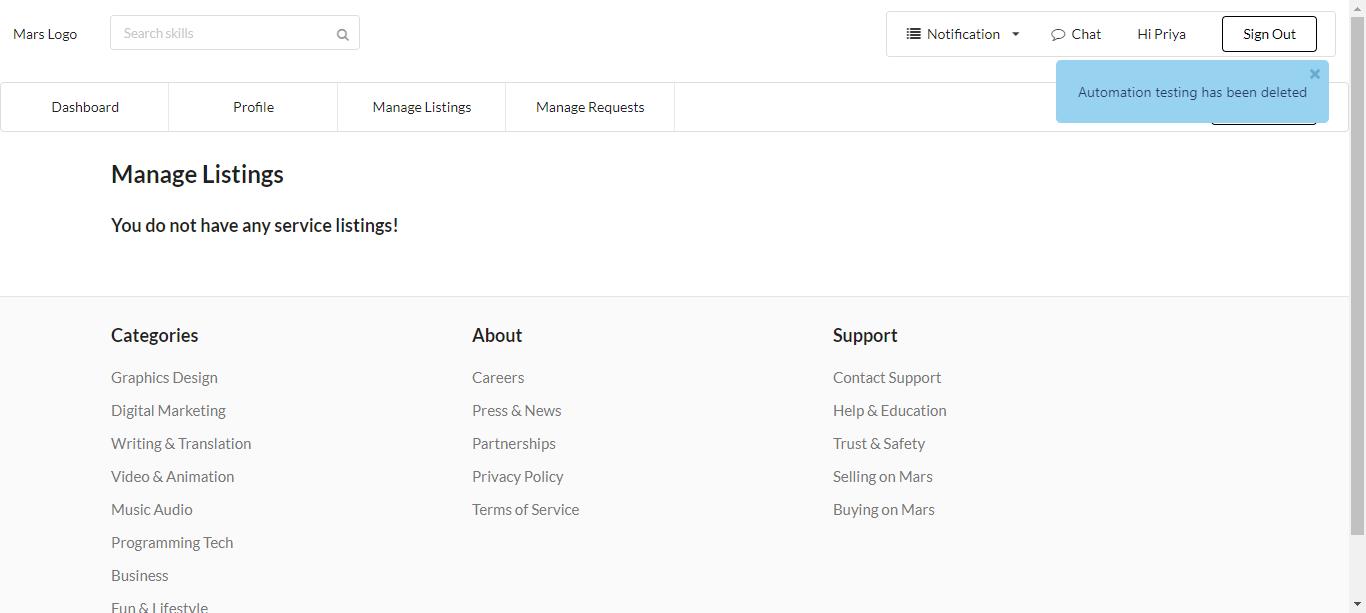 Mars Logo
Search skills
Notification
Chat
Hi Priya
Sign Out
Automation testing has been deleted
Dashboard
Profile
Manage Listings
Manage Requests
Manage Listings
You do not have any service listings!
Categories
Graphics Design
Digital Marketing
Writing & Translation
Video & Animation
Music Audio
Programming Tech
Business
Fun & Lifestyle
About
Careers
Press & News
Partnerships
Privacy Policy
Terms of Service
Support
Contact Support
Help & Education
Trust & Safety
Selling on Mars
Buying on Mars